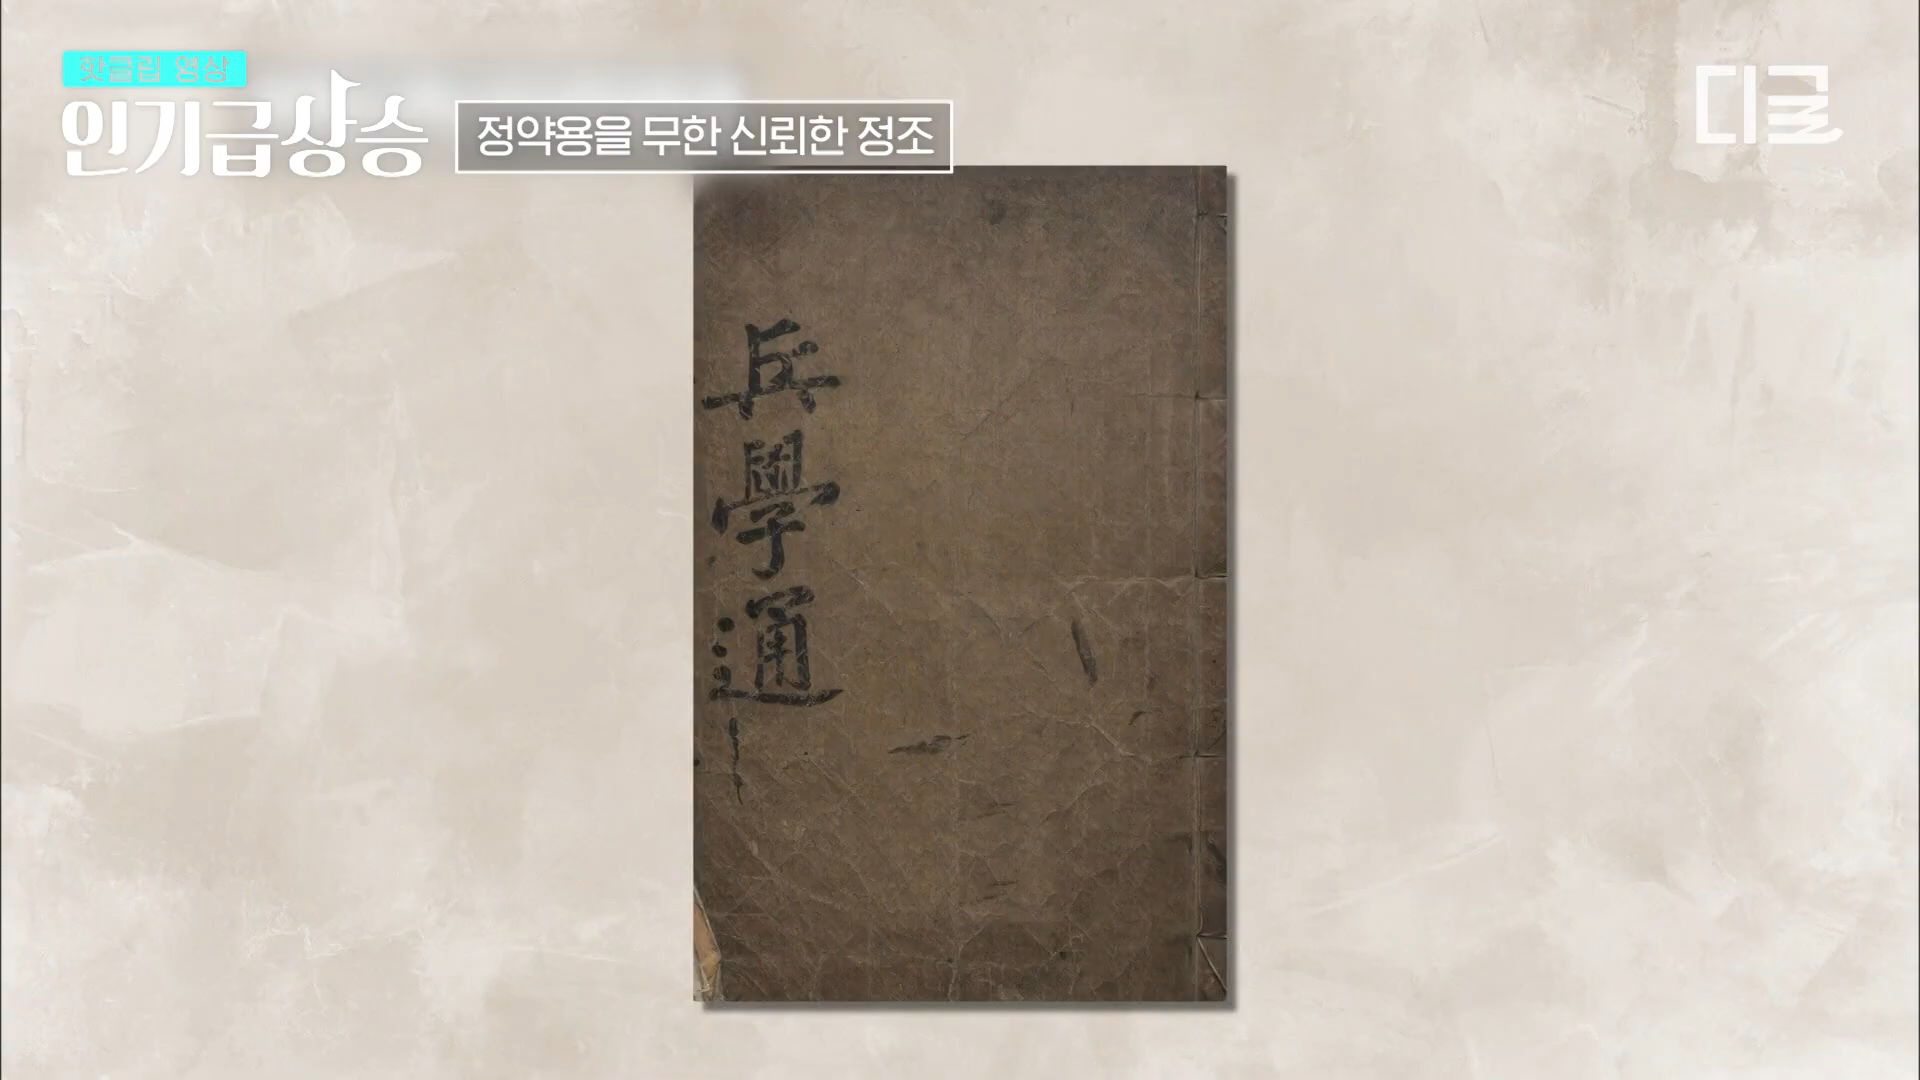 핫클립 영상
인기급상승
정약용을 무한 신뢰한 정조
디글
兵學通